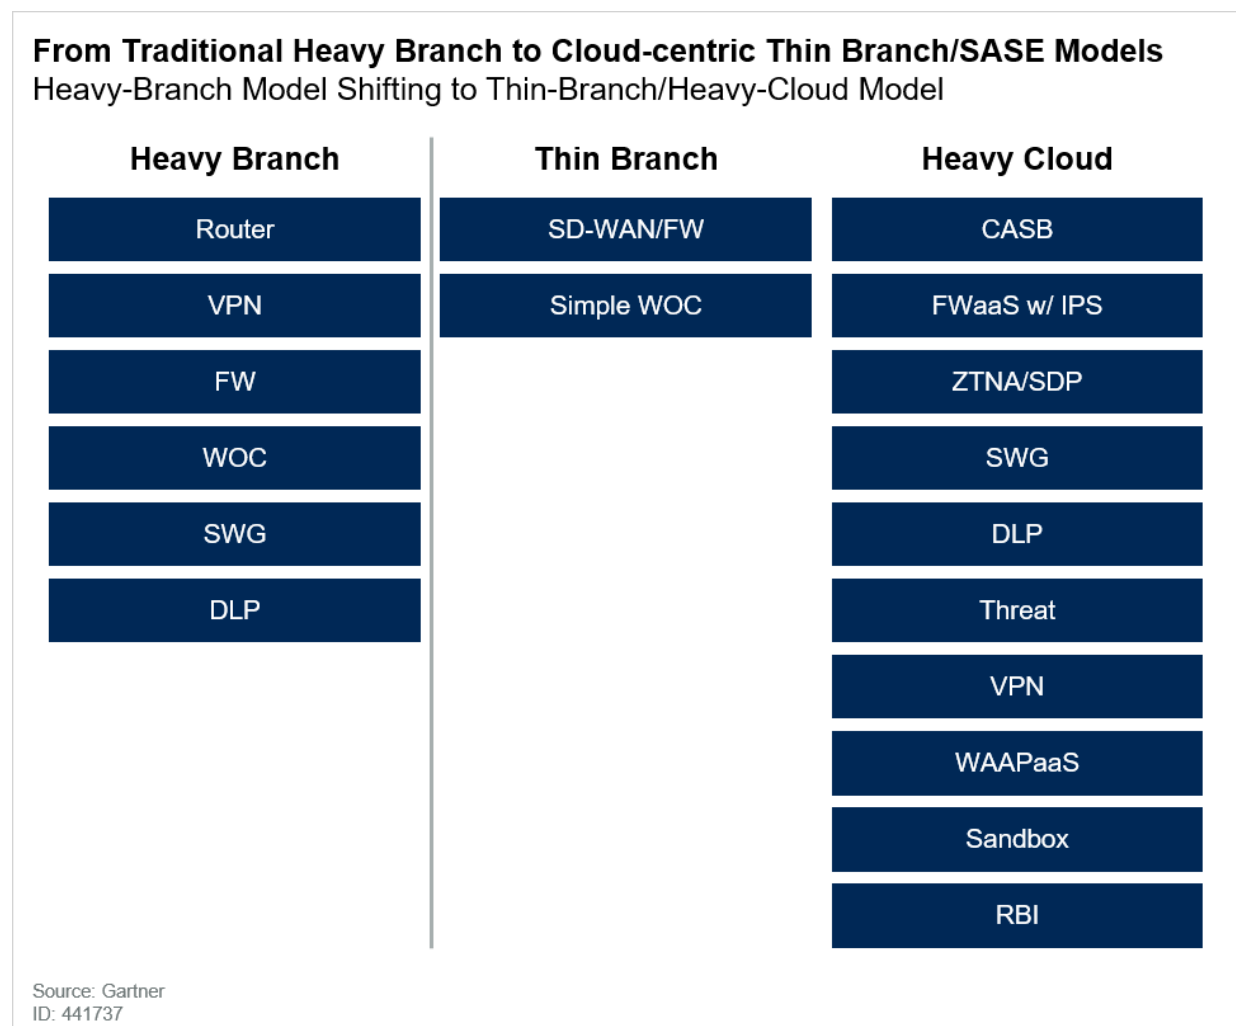 From Traditional Heavy Branch to Cloud-centric Thin Branch/SASE Models
Heavy-Branch Model Shifting to Thin-Branch/Heavy-Cloud Model
Heavy Branch
Router
VPN
FW
WOC
SWG
DLP
Thin Branch
SD-WAN/FW
Simple WOC
Heavy Cloud
CASB
FWaaS w/ IPS
ZTNA/SDP
SWG
DLP
Threat
VPN
WAAPaaS
Sandbox
RBI
Source: Gartner
ID: 441737